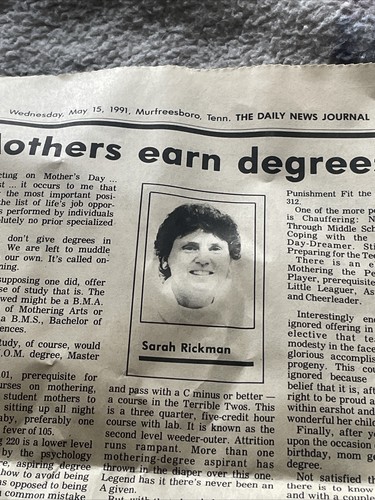 Wednesday, May 15, 1991, Murfreesboro, Tenn. THE DAILY NEWS JOURNAL
Mothers earn degrees
cting on Mother's Day ...
st ... it occurs to me that
the most important posi-
the list of life's job oppor-
s performed by individuals
olutely no prior specialized
don't give degrees in
We are left to muddle
our own. It's called on-
ning.
supposing one did, offer
se of study that is. The
wed might be a B.M.A.
of Mothering Arts or
a B.M.S., Bachelor of
ences.
tudy, of course, would
.O.M. degree, Master
01, prerequisite for
urses on mothering,
student mothers to
sitting up all night
aby, preferably one
fever of 105.
g 220 is a lower level
by the psychology
re, aspiring degree
how to avoid being
as opposed to being
common mistake
Sarah Rickman
and pass with a C minus or better —
a course in the Terrible Twos. This
is a three quarter, five-credit hour
course with lab. It is known as the
second level weeder-outer. Attrition
runs rampant. More than one
mothering-degree aspirant has
thrown in the diaper over this one.
Legend has it there's never been an
A given.
Punishment Fit the
312.
One of the more po
is Chauffering: N
Through Middle Sch
Coping with the
Day-Dreamer, Sti
Preparing for the Tee
There is an e
Mothering the Pe
Player, prerequisite
Little Leaguer, As
and Cheerleader.
Interestingly en
ignored offering in
elective that te
modesty in the face
glorious accomplis
progeny. This cou
ignored because
belief that it is, af
right to be proud a
within earshot and
wonderful her child
Finally, after y
upon the occasion
birthday, mom g
degree.
Not satisfied th
there is to know
and with a comm